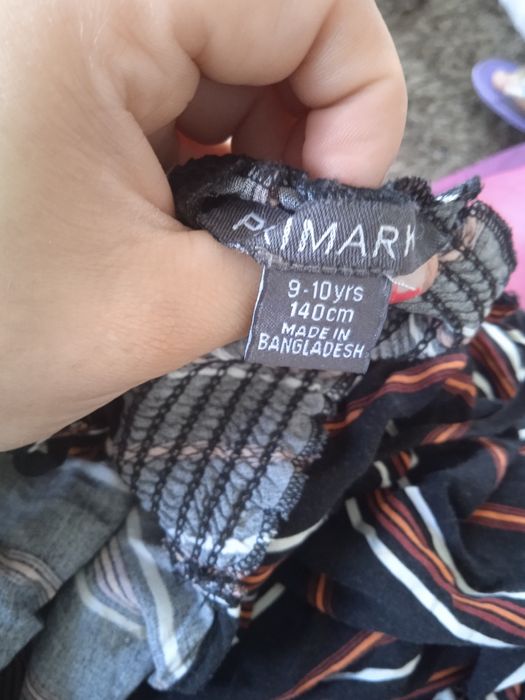 PRIMARK
9-10yrs
140cm
MADE IN
BANGLADESH